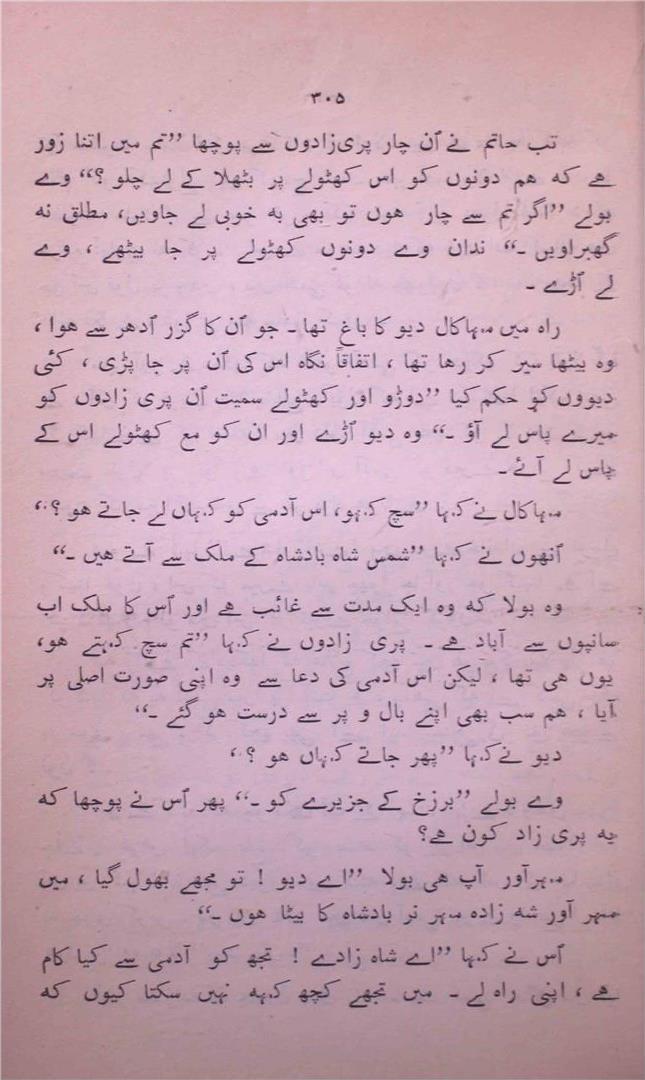 ۳۰۵
تب حاتم نے اُن چار پری‌زادوں سے پوچھا ”تم میں اتنا زور
ہے کہ ہم دونوں کو اس کھٹولے پر بٹھلا کے لے چلو ؟“ وے
بولے ”اگر تم سے چار ہوں تو بھی بہ خوبی لے جاویں، مطلق نہ
گھبراویں ۔“ ندان وے دونوں کھٹولے پر جا بیٹھے ، وے
لے اُڑے ۔
راہ میں مہاکال دیو کا باغ تھا ۔ جو اُن کا گزر اُدھر سے ہوا ،
وہ بیٹھا سیر کر رہا تھا ، اتفاقاً نگاہ اس کی اُن پر جا پڑی ، کئی
دیووں کو حکم کیا ”دوڑو اور کھٹولے سمیت اُن پری زادوں کو
میرے پاس لے آؤ ۔“ وہ دیو اُڑے اور ان کو مع کھٹولے اس کے
پاس لے آئے ۔
مہاکال نے کہا ”سچ کہو، اس آدمی کو کہاں لے جاتے ہو ؟“
اُنھوں نے کہا ”شمس شاہ بادشاہ کے ملک سے آتے ہیں ۔“
وہ بولا کہ وہ ایک مدت سے غائب ہے اور اُس کا ملک اب
سانپوں سے آباد ہے ۔ پری زادوں نے کہا ”تم سچ کہتے ہو،
یوں ہی تھا ، لیکن اس آدمی کی دعا سے وہ اپنی صورت اصلی پر
آیا ، ہم سب بھی اپنے بال و پر سے درست ہو گئے ۔“
دیو نے کہا ”پھر جاتے کہاں ہو ؟“
وے بولے ”برزخ کے جزیرے کو ۔“ پھر اُس نے پوچھا کہ
یہ پری زاد کون ہے؟
مہرآور آپ ہی بولا ”اے دیو ! تو مجھے بھول گیا ، میں
مہر آور شہ زادہ مہر نر بادشاہ کا بیٹا ہوں ۔“
اُس نے کہا ”اے شاہ زادے ! تجھ کو آدمی سے کیا کام
ہے ، اپنی راہ لے ۔ میں تجھے کچھ کہہ نہیں سکتا کیوں کہ